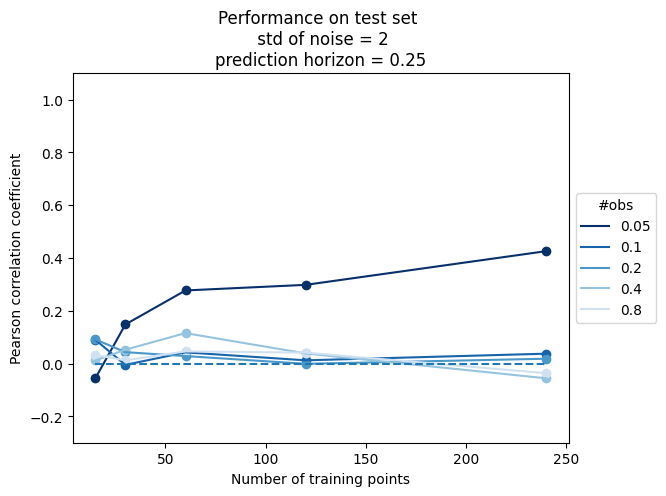 Performance on test set
std of noise = 2
prediction horizon = 0.25
Pearson correlation coefficient
1.0
0.8
0.6
0.4
0.2
0.0
−0.2
50
100
150
200
250
Number of training points
#obs
0.05
0.1
0.2
0.4
0.8